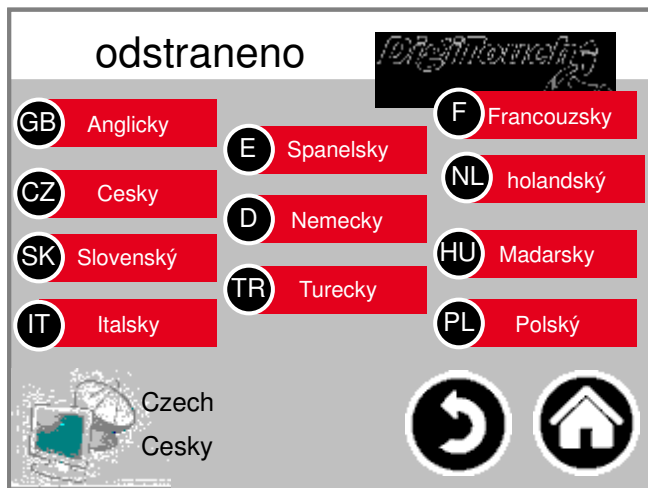 odstraneno
DigiTouch
GB Anglicky
F Francouzsky
E Spanelsky
CZ Cesky
NL holandský
D Nemecky
SK Slovenský
HU Madarsky
TR Turecky
IT Italsky
PL Polský
Czech
Cesky